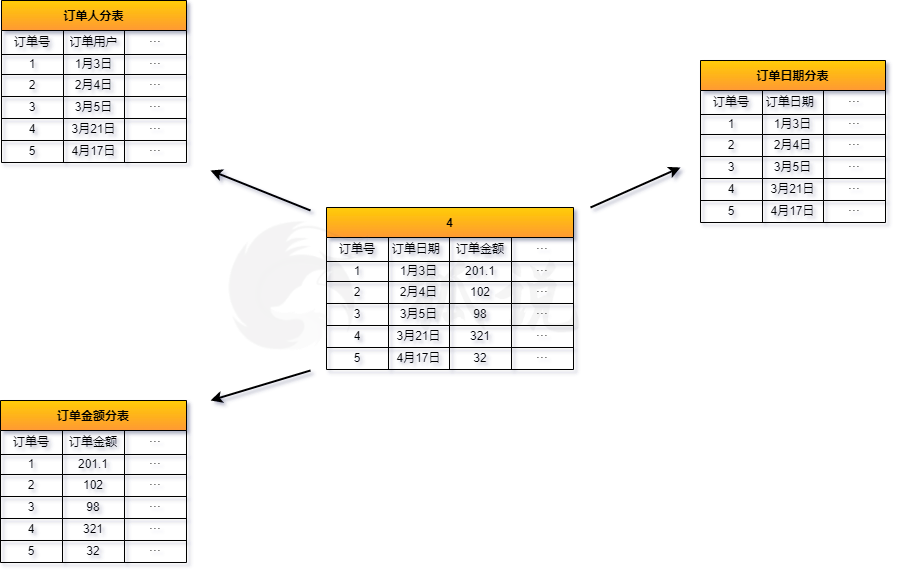 订单人分表
订单号 订单用户 ···
1 1月3日 ···
2 2月4日 ···
3 3月5日 ···
4 3月21日 ···
5 4月17日 ···
订单日期分表
订单号 订单日期 ···
1 1月3日 ···
2 2月4日 ···
3 3月5日 ···
4 3月21日 ···
5 4月17日 ···
4
订单号 订单日期 订单金额 ···
1 1月3日 201.1 ···
2 2月4日 102 ···
3 3月5日 98 ···
4 3月21日 321 ···
5 4月17日 32 ···
订单金额分表
订单号 订单金额 ···
1 201.1 ···
2 102 ···
3 98 ···
4 321 ···
5 32 ···